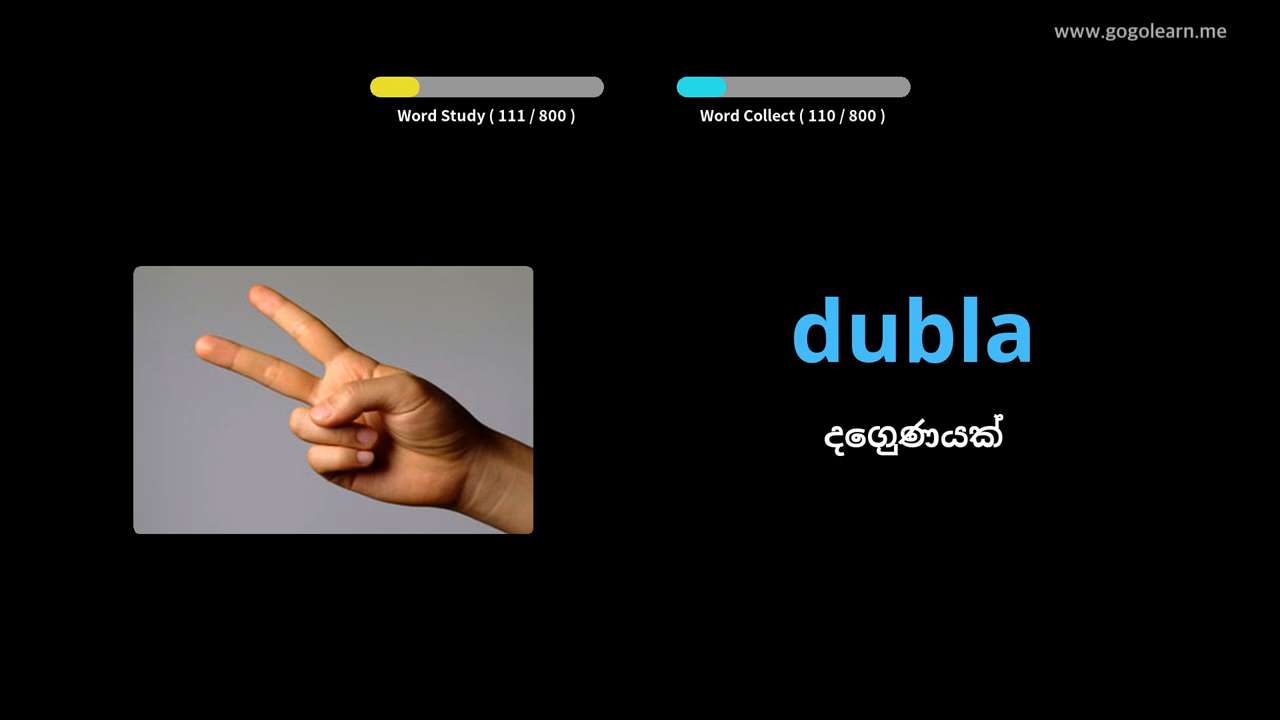 www.gogolearn.me
Word Study ( 111 / 800 )
Word Collect ( 110 / 800 )
dubla
දගුෙණයක්